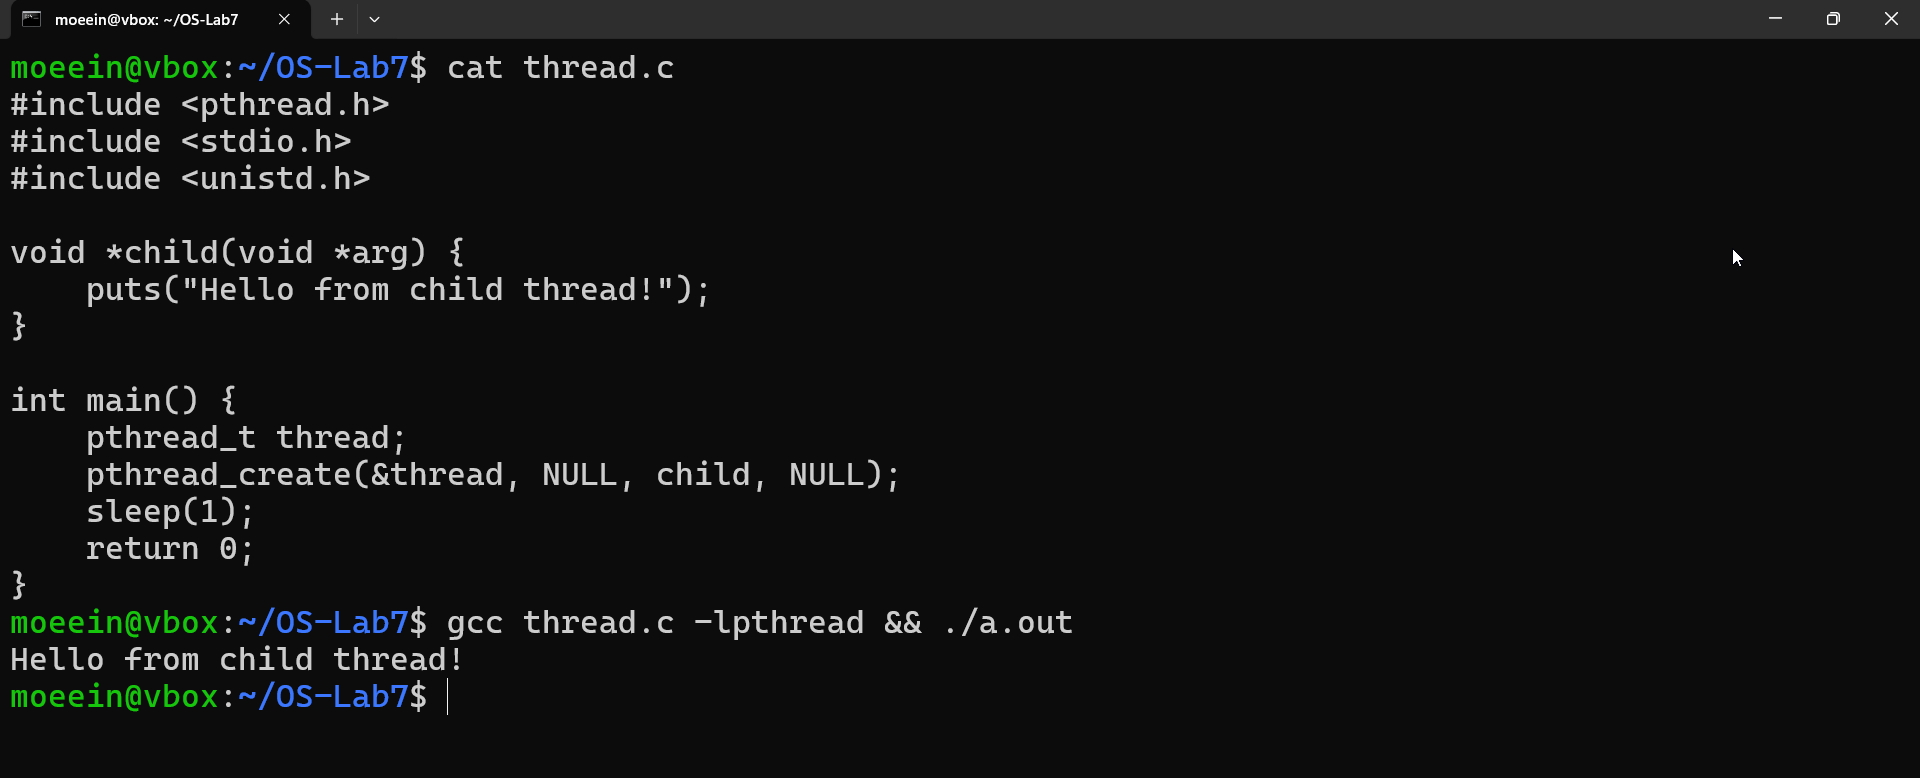 moeein@vbox: ~/OS-Lab7
moeein@vbox:~/OS-Lab7$ cat thread.c
#include <pthread.h>
#include <stdio.h>
#include <unistd.h>

void *child(void *arg) {
    puts("Hello from child thread!");
}

int main() {
    pthread_t thread;
    pthread_create(&thread, NULL, child, NULL);
    sleep(1);
    return 0;
}
moeein@vbox:~/OS-Lab7$ gcc thread.c -lpthread && ./a.out
Hello from child thread!
moeein@vbox:~/OS-Lab7$